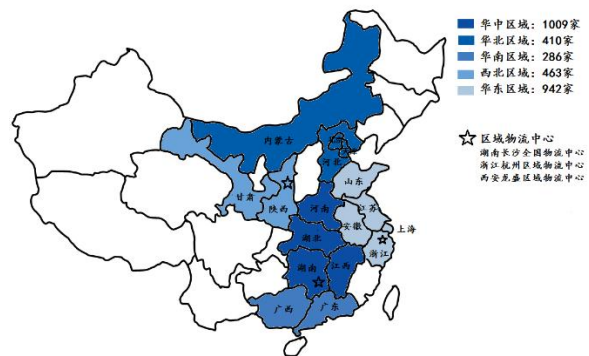 华中区域：1009家
华北区域：410家
华南区域：286家
西北区域：463家
华东区域：942家
区域物流中心
湖南长沙全国物流中心
浙江杭州区域物流中心
西安龙盛区域物流中心
内蒙古
河北
山东
甘肃
陕西
河南
江苏
安徽
上海
湖北
浙江
湖南
江西
广西
广东